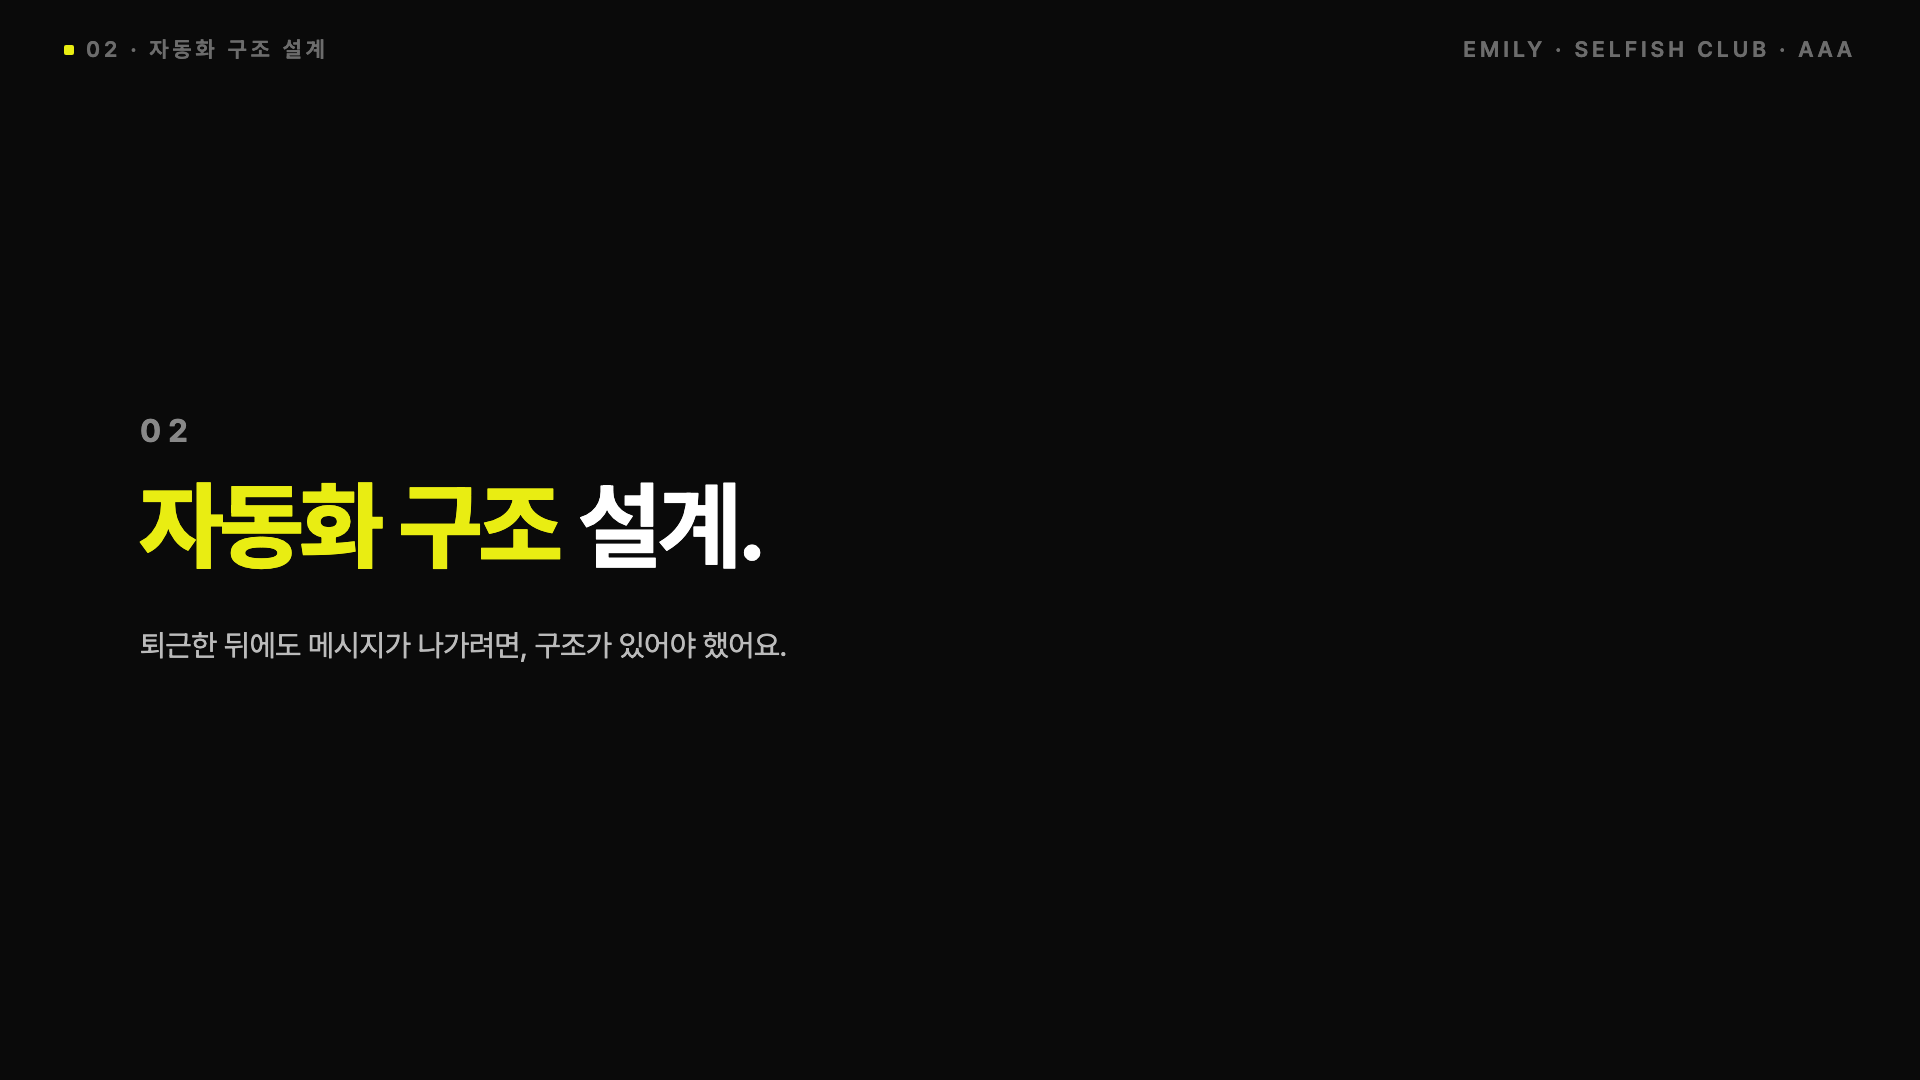 02 · 자동화 구조 설계
EMILY · SELFISH CLUB · AAA
02
자동화 구조 설계.
퇴근한 뒤에도 메시지가 나가려면, 구조가 있어야 했어요.